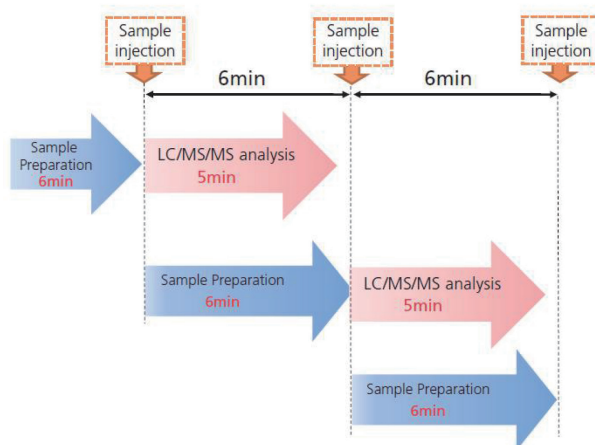 Sample
injection
Sample
injection
Sample
injection
6min
6min
Sample
Preparation
6min
LC/MS/MS analysis
5min
Sample Preparation
6min
LC/MS/MS analysis
5min
Sample Preparation
6min